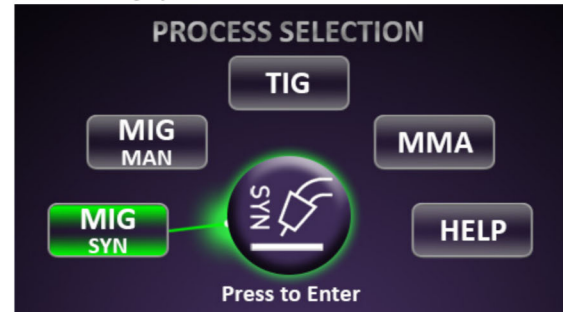 PROCESS SELECTION
TIG
MIG
MAN
MMA
MIG
SYN
SYN
HELP
Press to Enter